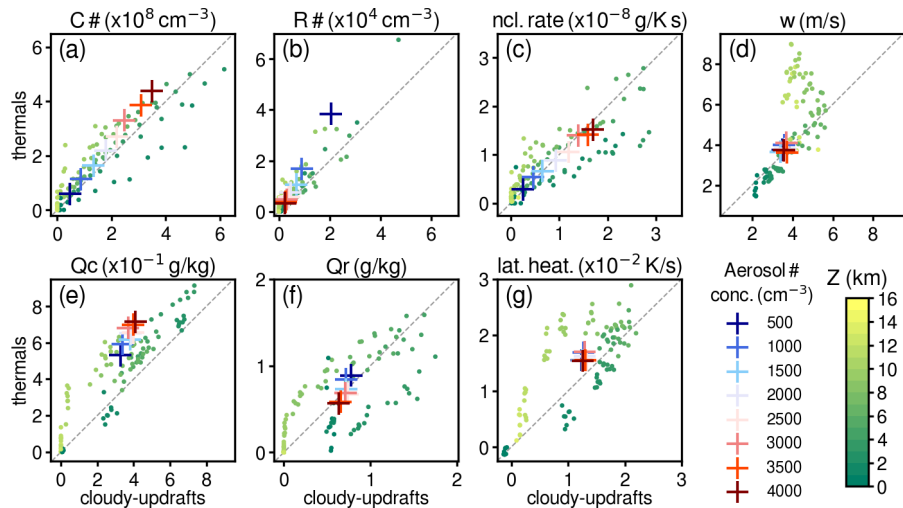 C # (x10⁸ cm⁻³)
R # (x10⁴ cm⁻³)
ncl. rate (x10⁻⁸ g/K s)
w (m/s)
(a)
(b)
(c)
(d)
thermals
6
4
2
0
0 2 4 6
6
4
2
0
0 2 4 6
3
2
1
0
0 1 2 3
8
6
4
2
2 4 6 8
Qc (x10⁻¹ g/kg)
Qr (g/kg)
lat. heat. (x10⁻² K/s)
(e)
(f)
(g)
thermals
8
6
4
2
0
0 2 4 6 8
cloudy-updrafts
2
1
0
0 1 2
cloudy-updrafts
3
2
1
0
0 1 2 3
cloudy-updrafts
Aerosol #
conc. (cm⁻³)
500
1000
1500
2000
2500
3000
3500
4000
Z (km)
16
14
12
10
8
6
4
2
0